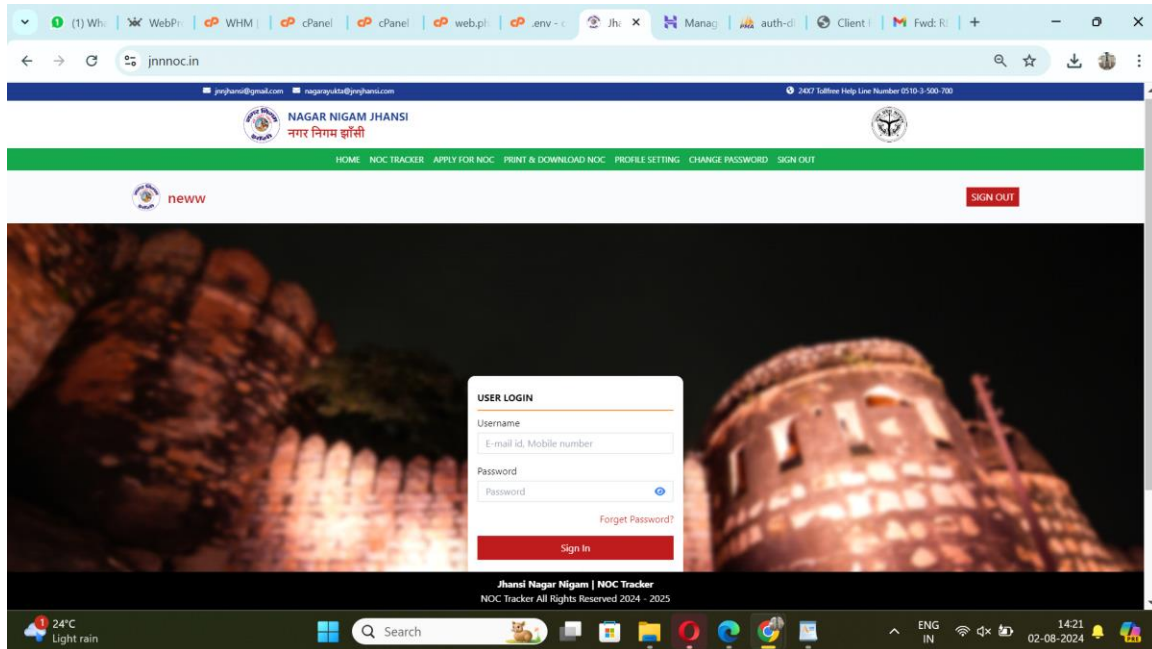 (1) Wh
WebPr
WHM |
cPanel
cPanel
web.ph
.env - c
Jha
Manag
auth-d
Client
Fwd: R
jnnnoc.in
jnnjhansi@gmail.com nagarayukta@jnnjhansi.com 24X7 Tollfree Help Line Number 0510-3-500-700
NAGAR NIGAM JHANSI
नगर निगम झाँसी
HOME NOC TRACKER APPLY FOR NOC PRINT & DOWNLOAD NOC PROFILE SETTING CHANGE PASSWORD SIGN OUT
neww SIGN OUT
USER LOGIN
Username
E-mail id, Mobile number
Password
Password
Forget Password?
Sign In
Jhansi Nagar Nigam | NOC Tracker
NOC Tracker All Rights Reserved 2024 - 2025
1
24°C
Light rain
Search
ENG
IN
14:21
02-08-2024